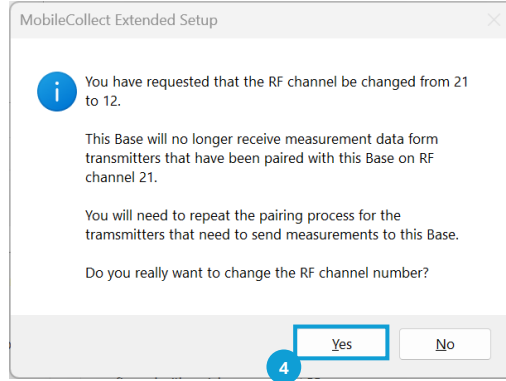 MobileCollect Extended Setup
You have requested that the RF channel be changed from 21
to 12.
This Base will no longer receive measurement data form
transmitters that have been paired with this Base on RF
channel 21.
You will need to repeat the pairing process for the
tramsmitters that need to send measurements to this Base.
Do you really want to change the RF channel number?
Yes
No
4